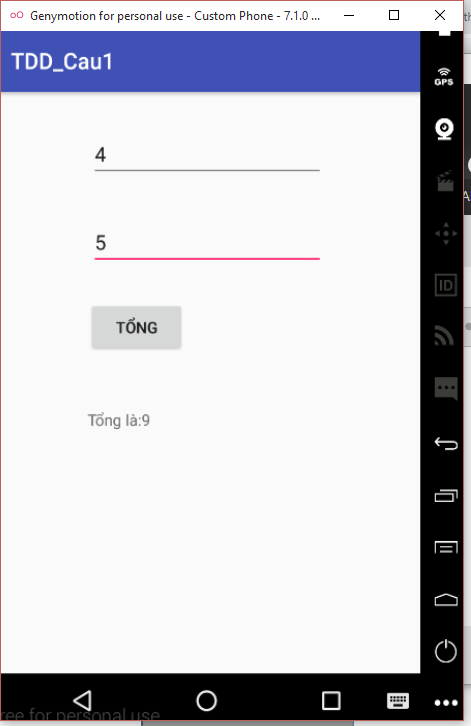 Genymotion for personal use - Custom Phone - 7.1.0 ...
TDD_Cau1
GPS
4
5
ID
TỔNG
Tổng là:9
ree for personal use